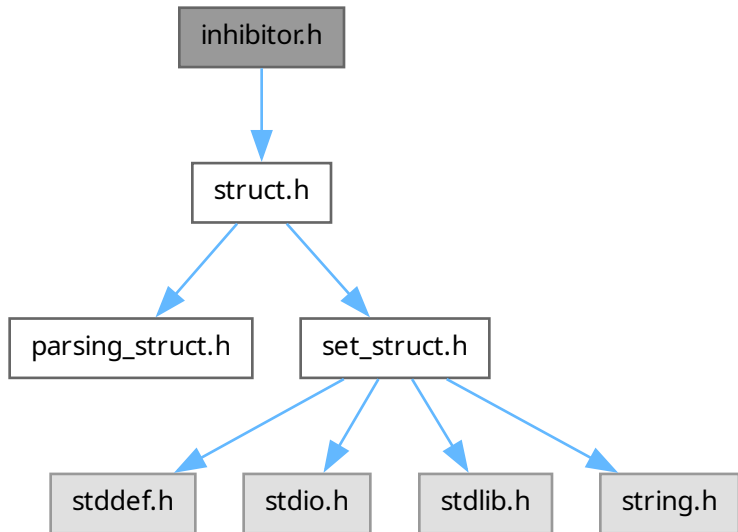 inhibitor.h
struct.h
parsing_struct.h
set_struct.h
stddef.h
stdio.h
stdlib.h
string.h